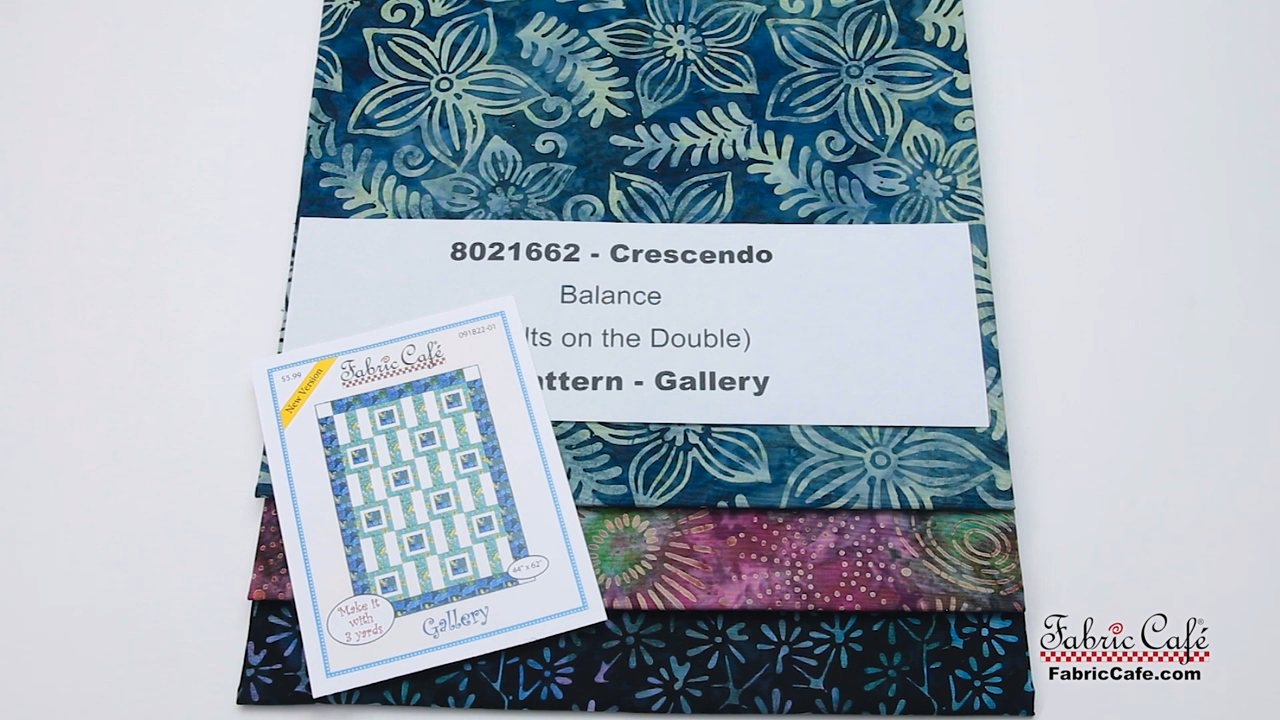 8021662 - Crescendo
Balance
lts on the Double)
attern - Gallery
091822-01
$5.99
New Version
Fabric Café
44" x 62"
Make it
with
3 yards
Gallery
Fabric Café®
FabricCafe.com